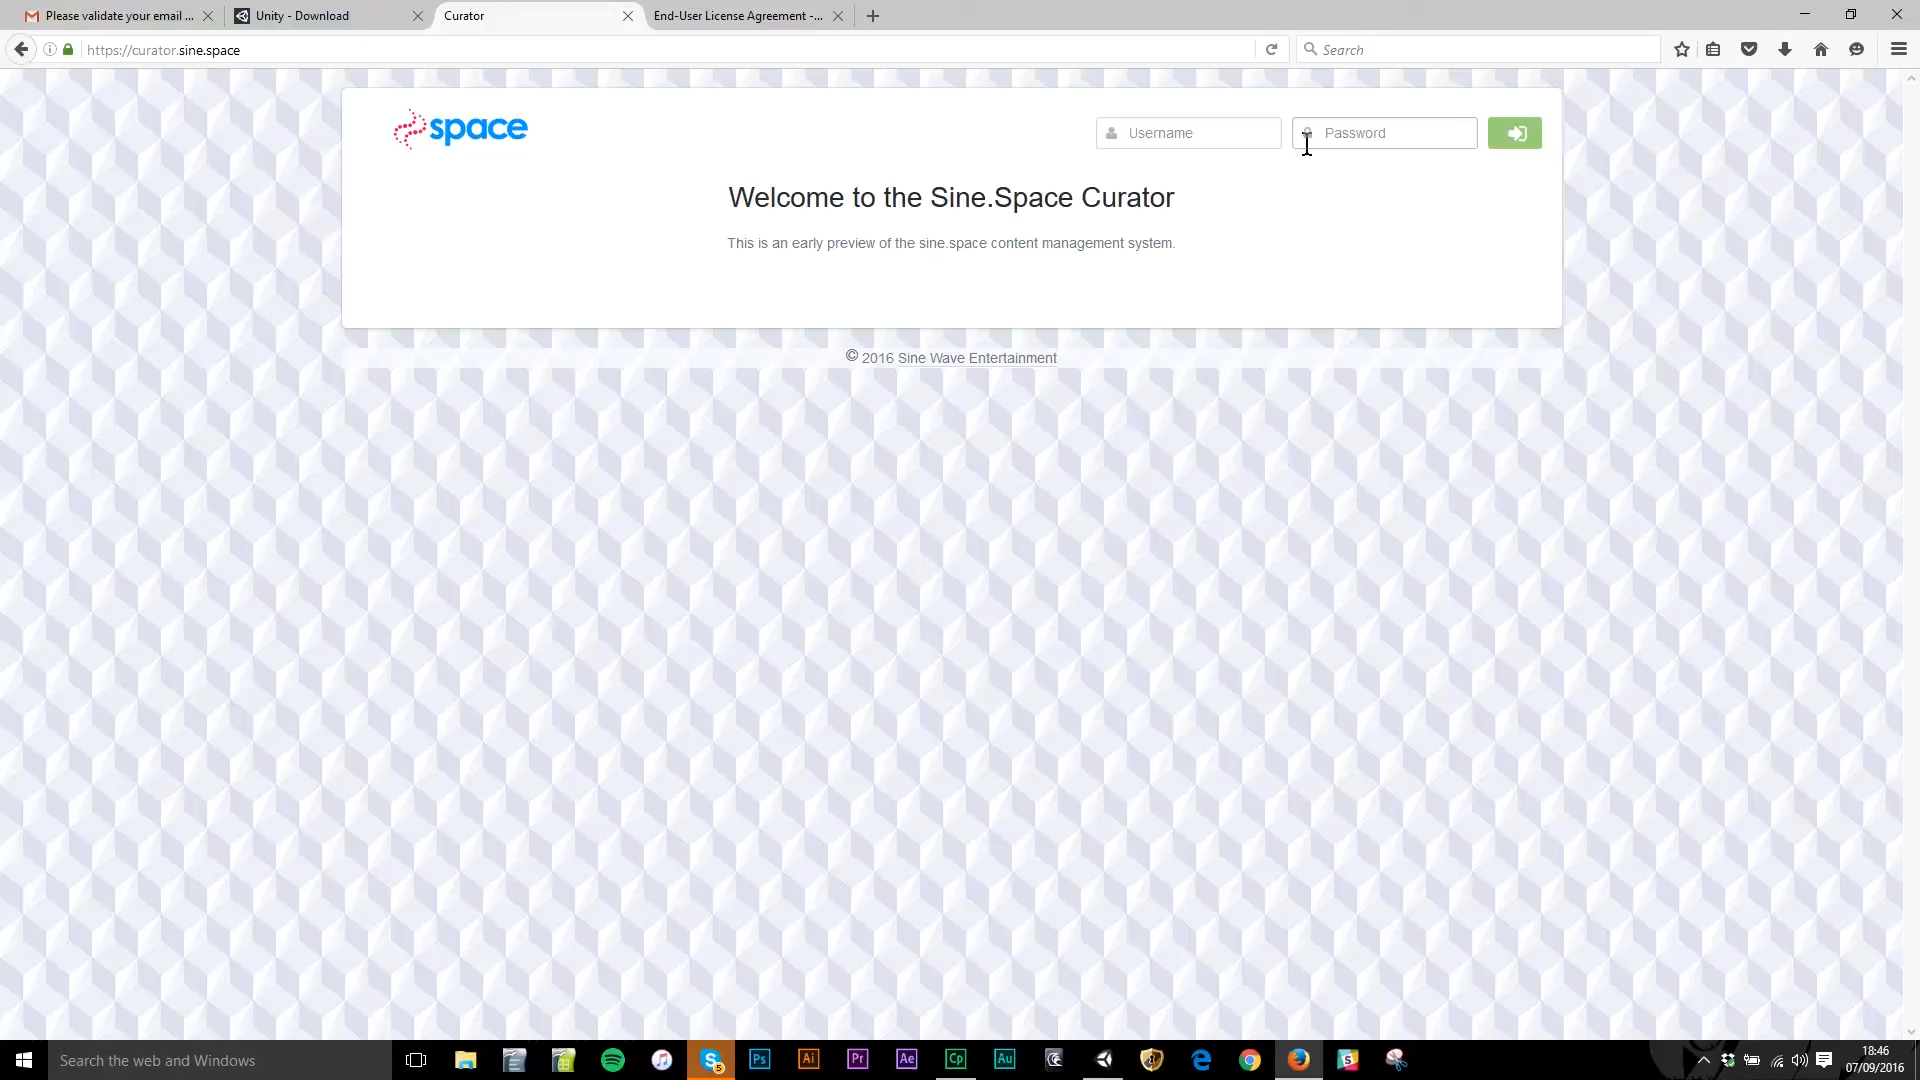 Please validate your email ...
Unity - Download
Curator
End-User License Agreement -...
https://curator.sine.space
Search
space
Username
Password
Welcome to the Sine.Space Curator
This is an early preview of the sine.space content management system.
© 2016 Sine Wave Entertainment
Search the web and Windows
5
Ps
Ai
Pr
Ae
Cp
Au
18:46
07/09/2016